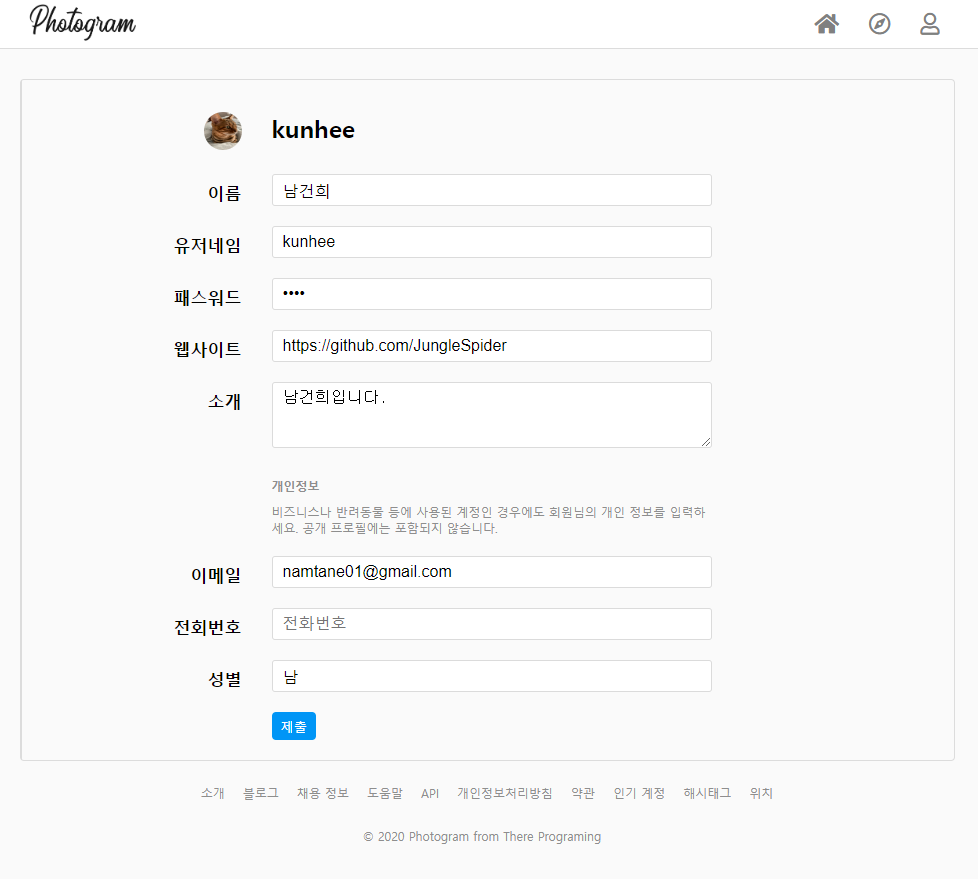 Photogram
kunhee
이름 남건희
유저네임 kunhee
패스워드 ••••
웹사이트 https://github.com/JungleSpider
소개 남건희입니다.
개인정보
비즈니스나 반려동물 등에 사용된 계정인 경우에도 회원님의 개인 정보를 입력하
세요. 공개 프로필에는 포함되지 않습니다.
이메일 namtane01@gmail.com
전회번호 전화번호
성별 남
제출
소개 블로그 채용 정보 도움말 API 개인정보처리방침 약관 인기 계정 해시태그 위치
© 2020 Photogram from There Programing